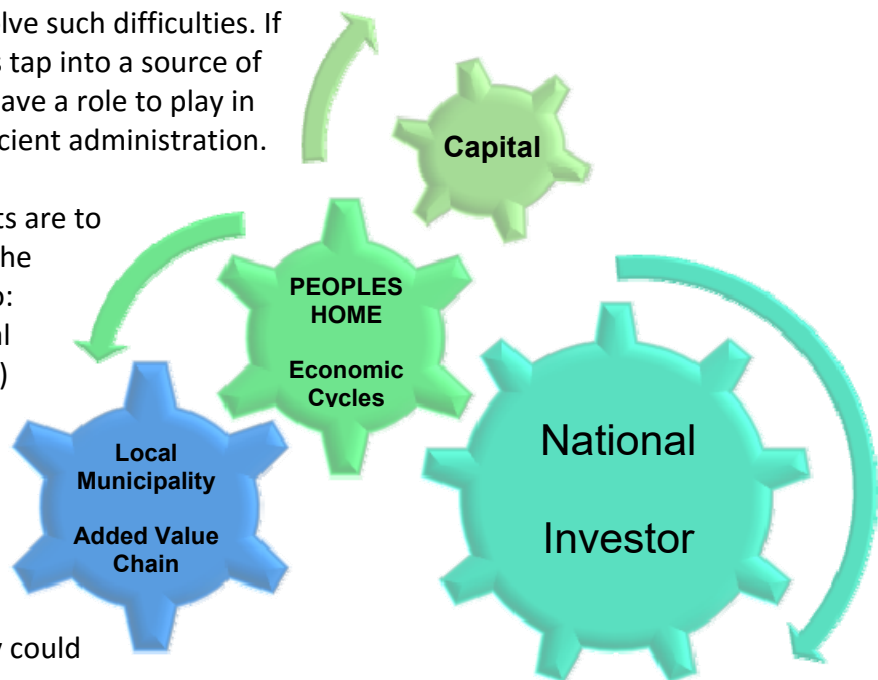 olve such difficulties. If
s tap into a source of
ave a role to play in
cient administration.
ts are to
he
o:
al
)
y could
Capital
PEOPLES
HOME
Economic
Cycles
Local
Municipality
Added Value
Chain
National
Investor